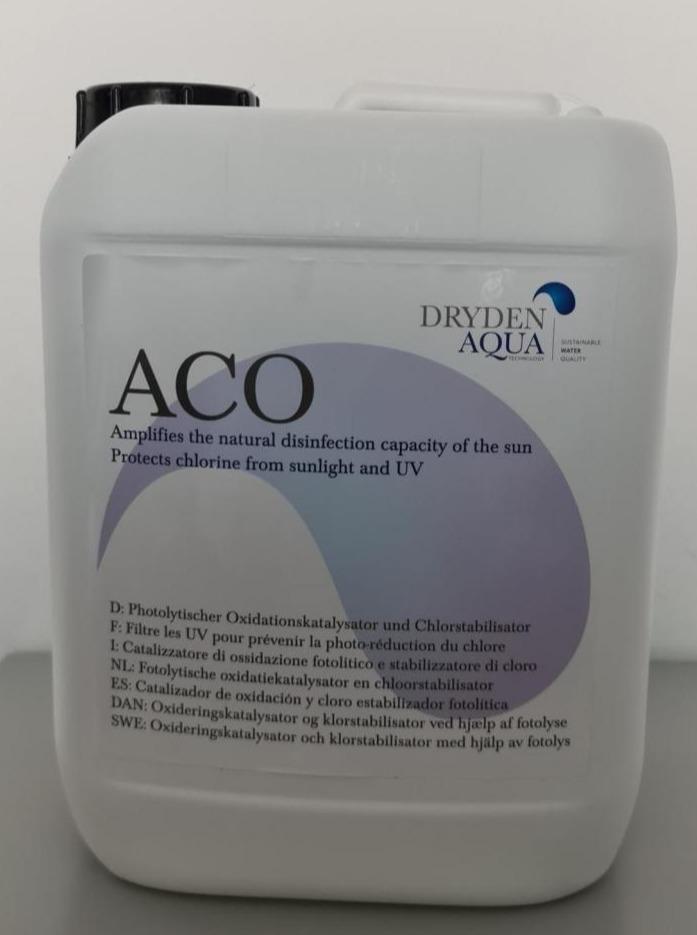 DRYDEN
AQUA
TECHNOLOGY
SUSTAINABLE
WATER
QUALITY
ACO
Amplifies the natural disinfection capacity of the sun
Protects chlorine from sunlight and UV
D: Photolytischer Oxidationskatalysator und Chlorstabilisator
F: Filtre les UV pour prévenir la photo-réduction du chlore
I: Catalizzatore di ossidazione fotolitico e stabilizzatore di cloro
NL: Fotolytische oxidatiekatalysator en chloorstabilisator
ES: Catalizador de oxidación y cloro estabilizador fotolítica
DAN: Oxideringskatalysator og klorstabilisator ved hjælp af fotolyse
SWE: Oxideringskatalysator och klorstabilisator med hjälp av fotolys